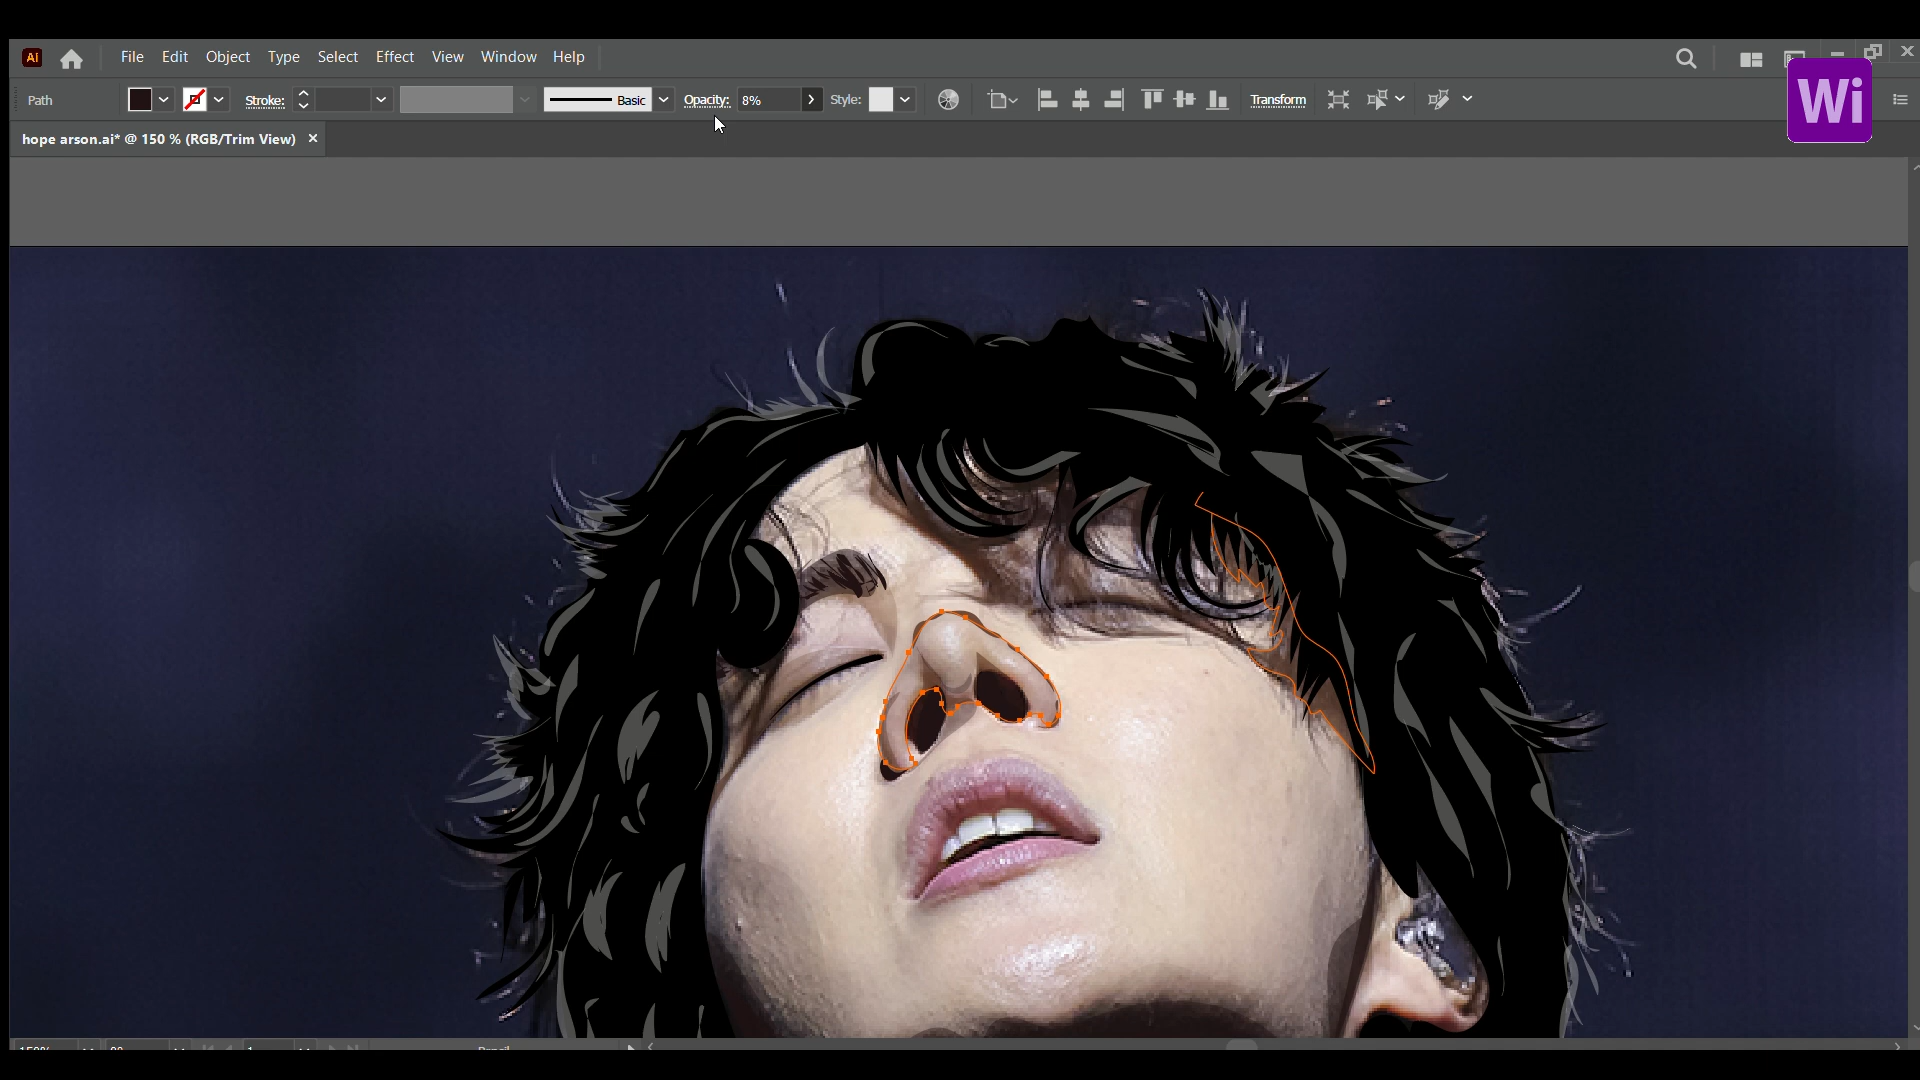 Ai File Edit Object Type Select Effect View Window Help
Path Stroke: Basic Opacity: 8% Style: Transform
Wi
hope arson.ai* @ 150 % (RGB/Trim View) ×